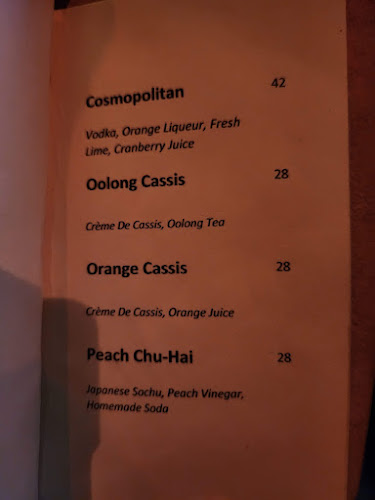 Cosmopolitan 42
Vodka, Orange Liqueur, Fresh
Lime, Cranberry Juice
Oolong Cassis 28
Crème De Cassis, Oolong Tea
Orange Cassis 28
Crème De Cassis, Orange Juice
Peach Chu-Hai 28
Japanese Sochu, Peach Vinegar,
Homemade Soda